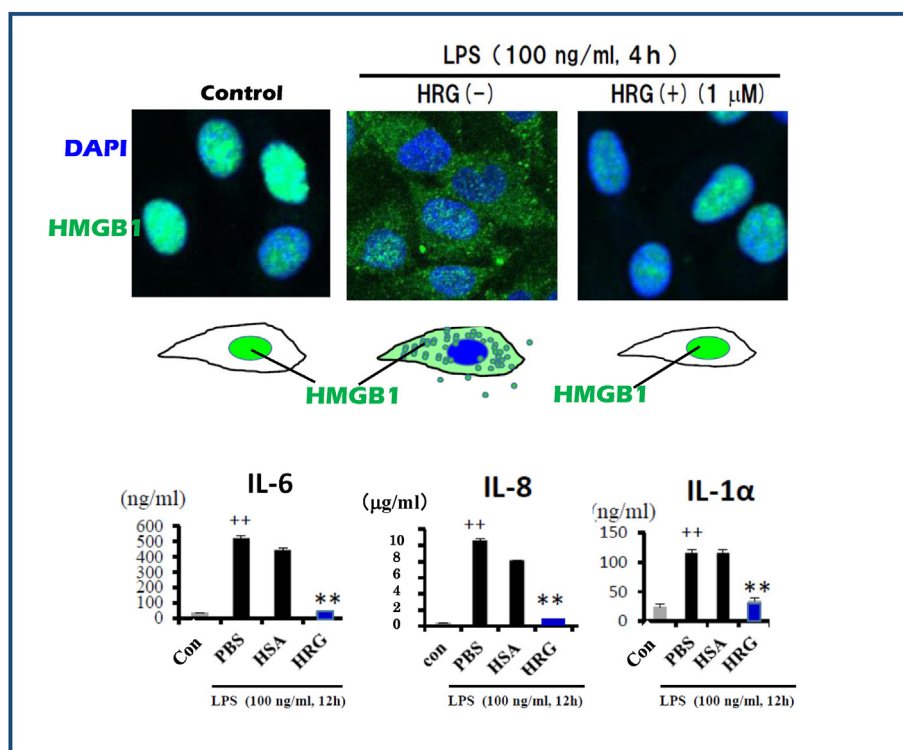 LPS (100 ng/ml, 4h)
Control
HRG(-)
HRG(+) (1 μM)
DAPI
HMGB1
HMGB1
HMGB1
IL-6
IL-8
IL-1α
(ng/ml)
(μg/ml)
(ng/ml)
600
500
400
300
200
100
0
++
**
Con
PBS
HSA
HRG
LPS (100 ng/ml, 12h)
10
8
6
4
2
0
++
**
con
PBS
HSA
HRG
LPS (100 ng/ml, 12h)
150
100
50
0
++
**
Con
PBS
HSA
HRG
LPS (100 ng/ml, 12h)